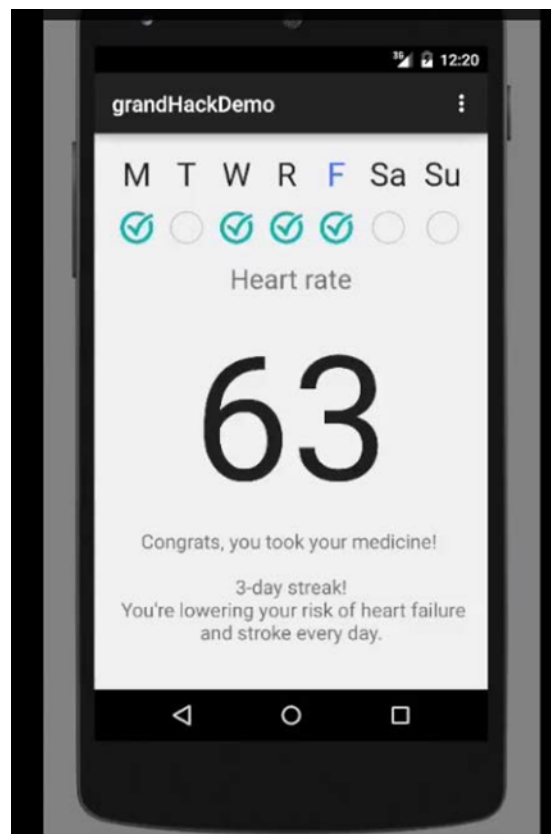 3G 12:20
grandHackDemo
M T W R F Sa Su
Heart rate
63
Congrats, you took your medicine!
3-day streak!
You're lowering your risk of heart failure
and stroke every day.